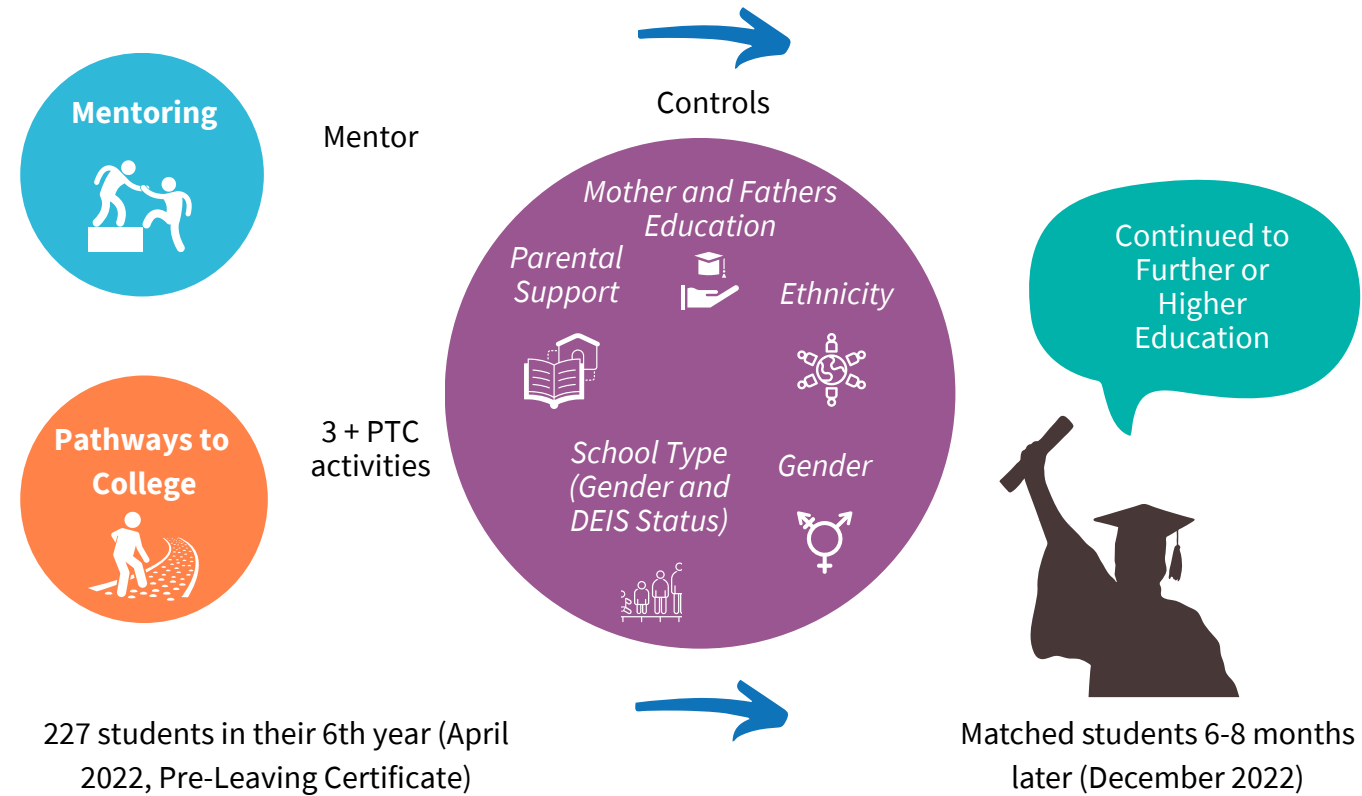 Mentoring
Mentor
Pathways to
College
3 + PTC
activities
Controls
Mother and Fathers
Education
Parental
Support
Ethnicity
School Type
(Gender and
DEIS Status)
Gender
Continued to
Further or
Higher
Education
227 students in their 6th year (April
2022, Pre-Leaving Certificate)
Matched students 6-8 months
later (December 2022)